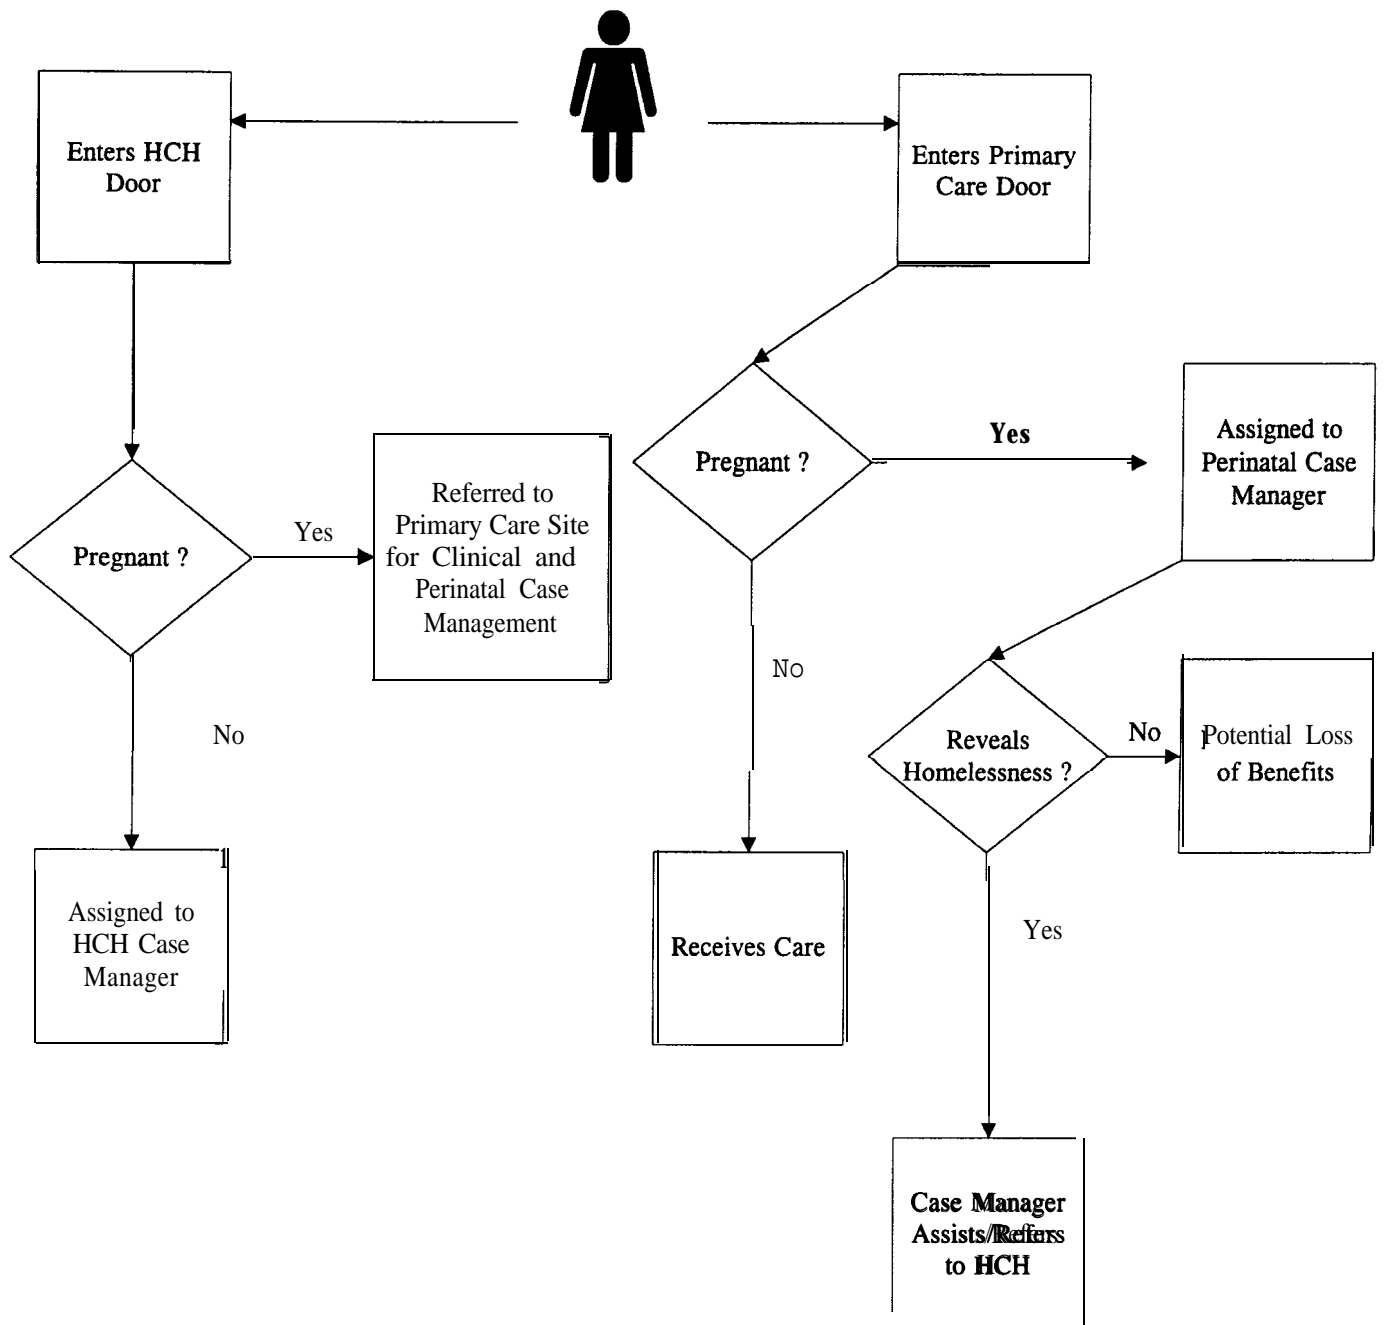 Enters HCH
Door
Enters Primary
Care Door
Pregnant ?
Yes
Referred to
Primary Care Site
for Clinical and
Perinatal Case
Management
No
Assigned to
HCH Case
Manager
Pregnant ?
Yes
Assigned to
Perinatal Case
Manager
No
Receives Care
Reveals
Homelessness ?
No
Potential Loss
of Benefits
Yes
Case Manager
Assists/Refers
to HCH